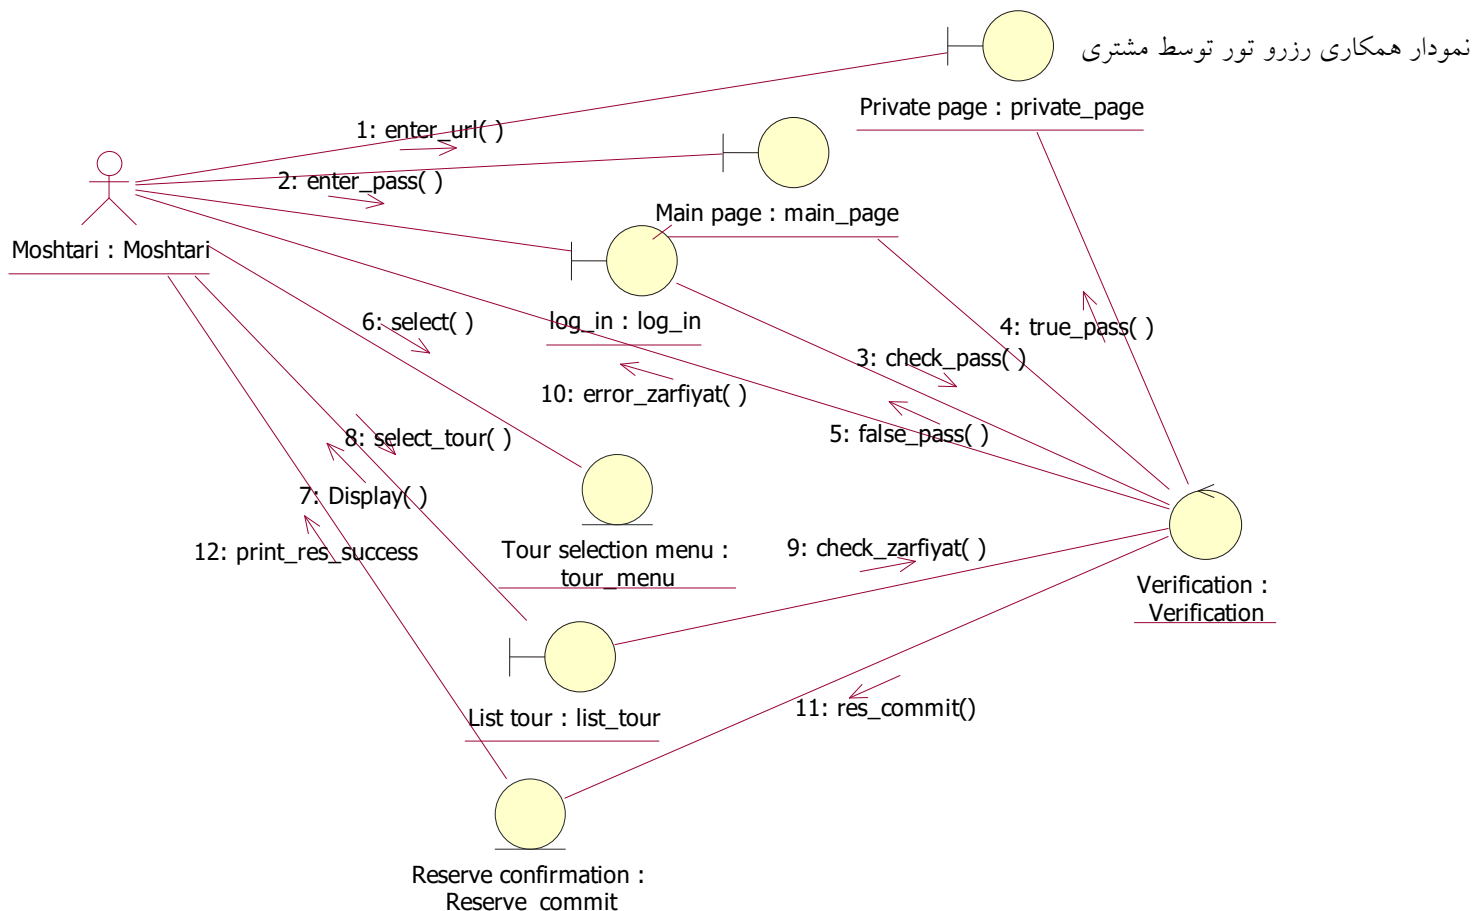 نمودار همکاری رزرو تور توسط مشتری
Private page : private_page
1: enter_url( )
2: enter_pass( )
Main page : main_page
Moshtari : Moshtari
6: select( )
log_in : log_in
4: true_pass( )
3: check_pass( )
10: error_zarfiyat( )
5: false_pass( )
8: select_tour( )
7: Display( )
12: print_res_success
Tour selection menu :
tour_menu
9: check_zarfiyat( )
Verification :
Verification
List tour : list_tour
11: res_commit()
Reserve confirmation :
Reserve_commit